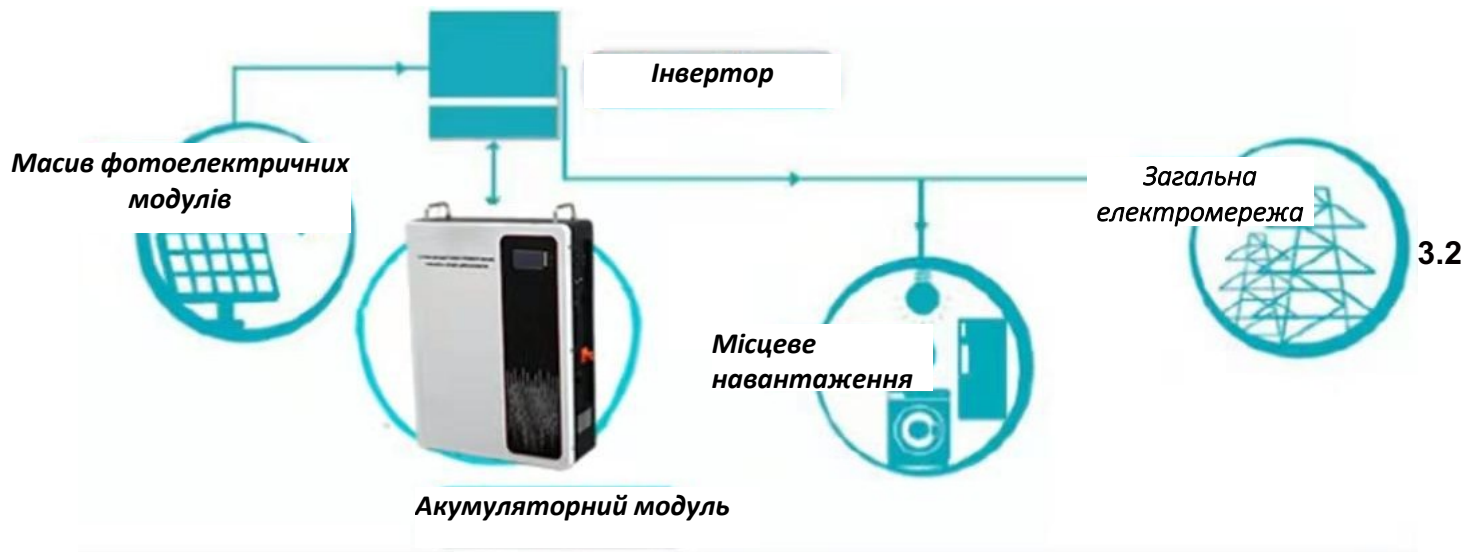 Інвертор
Масив фотоелектричних
модулів
Загальна
електромережа
3.2
Місцеве
навантаження
Акумуляторний модуль